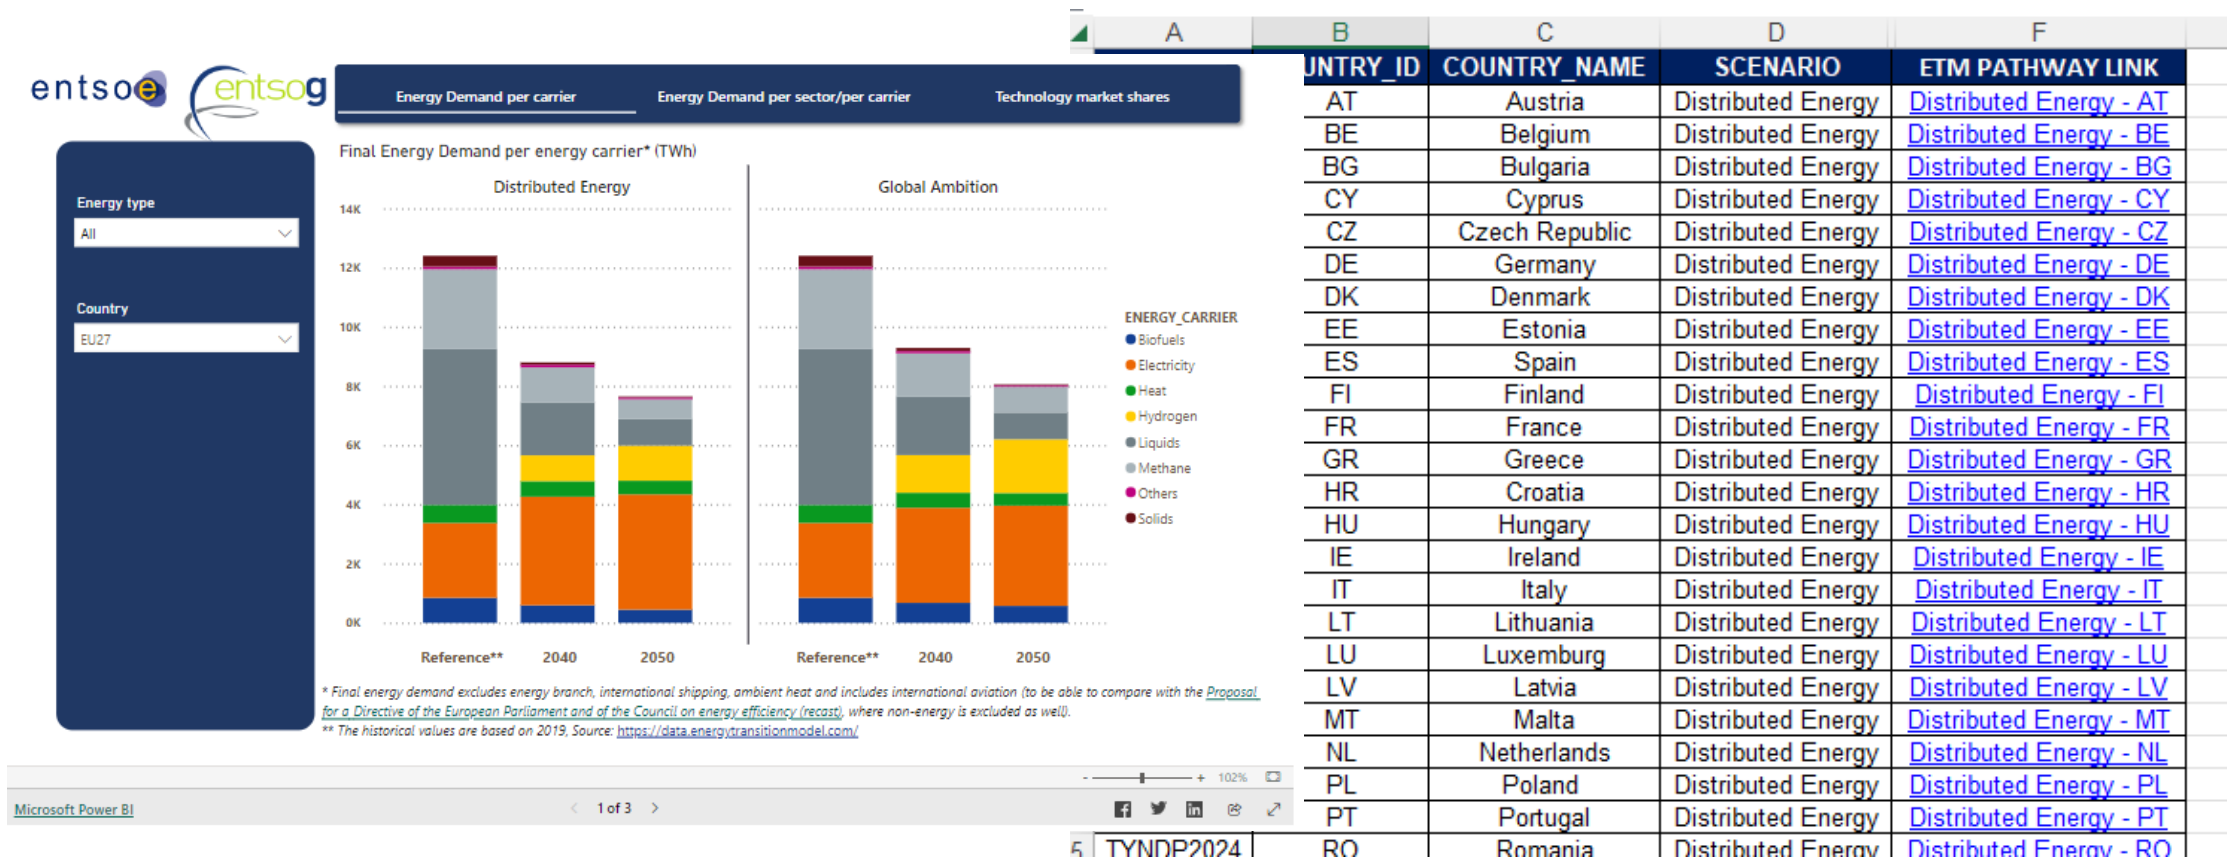 entsoe entsog
Energy Demand per carrier Energy Demand per sector/per carrier Technology market shares
Energy type
All
Country
EU27
Final Energy Demand per energy carrier* (TWh)
Distributed Energy Global Ambition
14K
12K
10K
8K
6K
4K
2K
0K
Reference** 2040 2050 Reference** 2040 2050
ENERGY_CARRIER
Biofuels
Electricity
Heat
Hydrogen
Liquids
Methane
Others
Solids
* Final energy demand excludes energy branch, international shipping, ambient heat and includes international aviation (to be able to compare with the Proposal
for a Directive of the European Parliament and of the Council on energy efficiency (recast), where non-energy is excluded as well).
** The historical values are based on 2019, Source: https://data.energytransitionmodel.com/
- + 102%
Microsoft Power BI 1 of 3
A B C D F
UNTRY_ID COUNTRY_NAME SCENARIO ETM PATHWAY LINK
AT Austria Distributed Energy Distributed Energy - AT
BE Belgium Distributed Energy Distributed Energy - BE
BG Bulgaria Distributed Energy Distributed Energy - BG
CY Cyprus Distributed Energy Distributed Energy - CY
CZ Czech Republic Distributed Energy Distributed Energy - CZ
DE Germany Distributed Energy Distributed Energy - DE
DK Denmark Distributed Energy Distributed Energy - DK
EE Estonia Distributed Energy Distributed Energy - EE
ES Spain Distributed Energy Distributed Energy - ES
FI Finland Distributed Energy Distributed Energy - FI
FR France Distributed Energy Distributed Energy - FR
GR Greece Distributed Energy Distributed Energy - GR
HR Croatia Distributed Energy Distributed Energy - HR
HU Hungary Distributed Energy Distributed Energy - HU
IE Ireland Distributed Energy Distributed Energy - IE
IT Italy Distributed Energy Distributed Energy - IT
LT Lithuania Distributed Energy Distributed Energy - LT
LU Luxemburg Distributed Energy Distributed Energy - LU
LV Latvia Distributed Energy Distributed Energy - LV
MT Malta Distributed Energy Distributed Energy - MT
NL Netherlands Distributed Energy Distributed Energy - NL
PL Poland Distributed Energy Distributed Energy - PL
PT Portugal Distributed Energy Distributed Energy - PT
5 TYNDP2024 RO Romania Distributed Energy Distributed Energy - RO